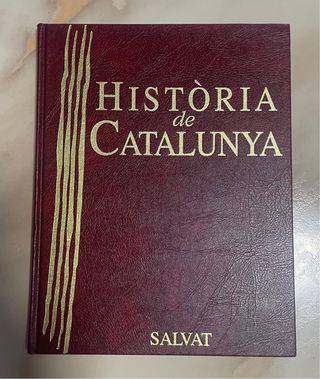 HISTÒRIA
de
CATALUNYA
SALVAT